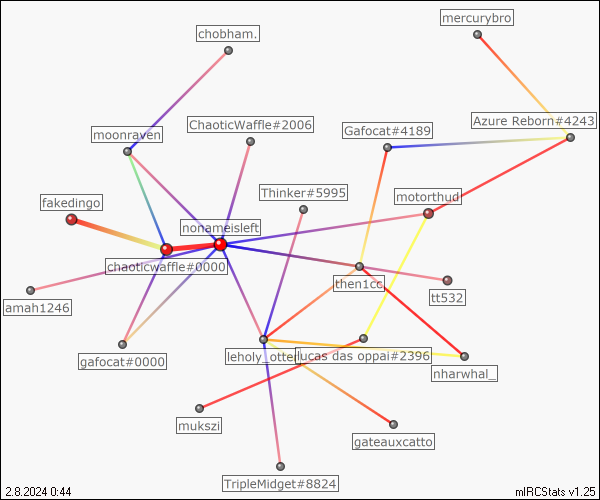 mercurybro
chobham.
Azure Reborn#4243
ChaoticWaffle#2006
Gafocat#4189
moonraven
Thinker#5995
motorthud
fakedingo
nonameisleft
chaoticwaffle#0000
then1cc
tt532
amah1246
leholy_otter
lucas das oppai#2396
gafocat#0000
nharwhal_
mukszi
gateauxcatto
TripleMidget#8824
2.8.2024 0:44
mIRCStats v1.25